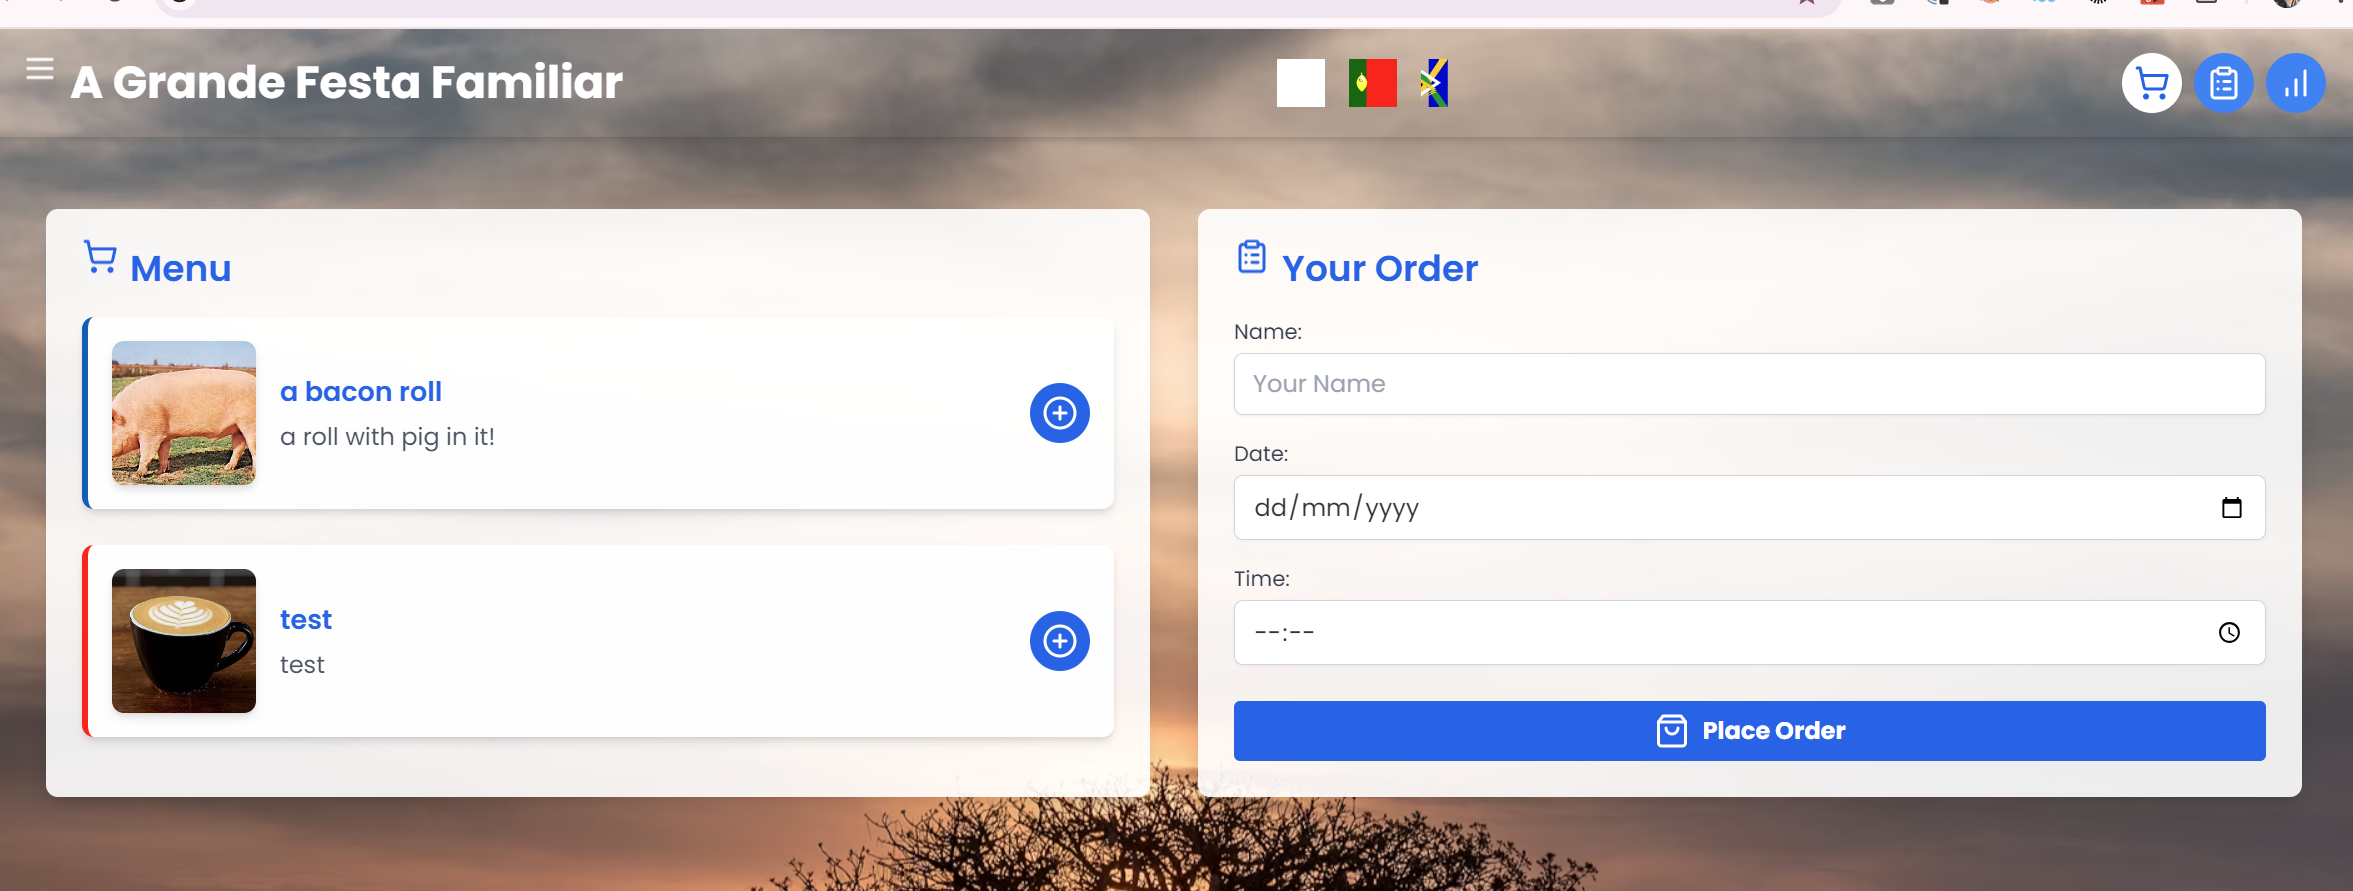 A Grande Festa Familiar
Menu
a bacon roll
a roll with pig in it!
test
test
Your Order
Name:
Your Name
Date:
dd/mm/yyyy
Time:
--:--
Place Order